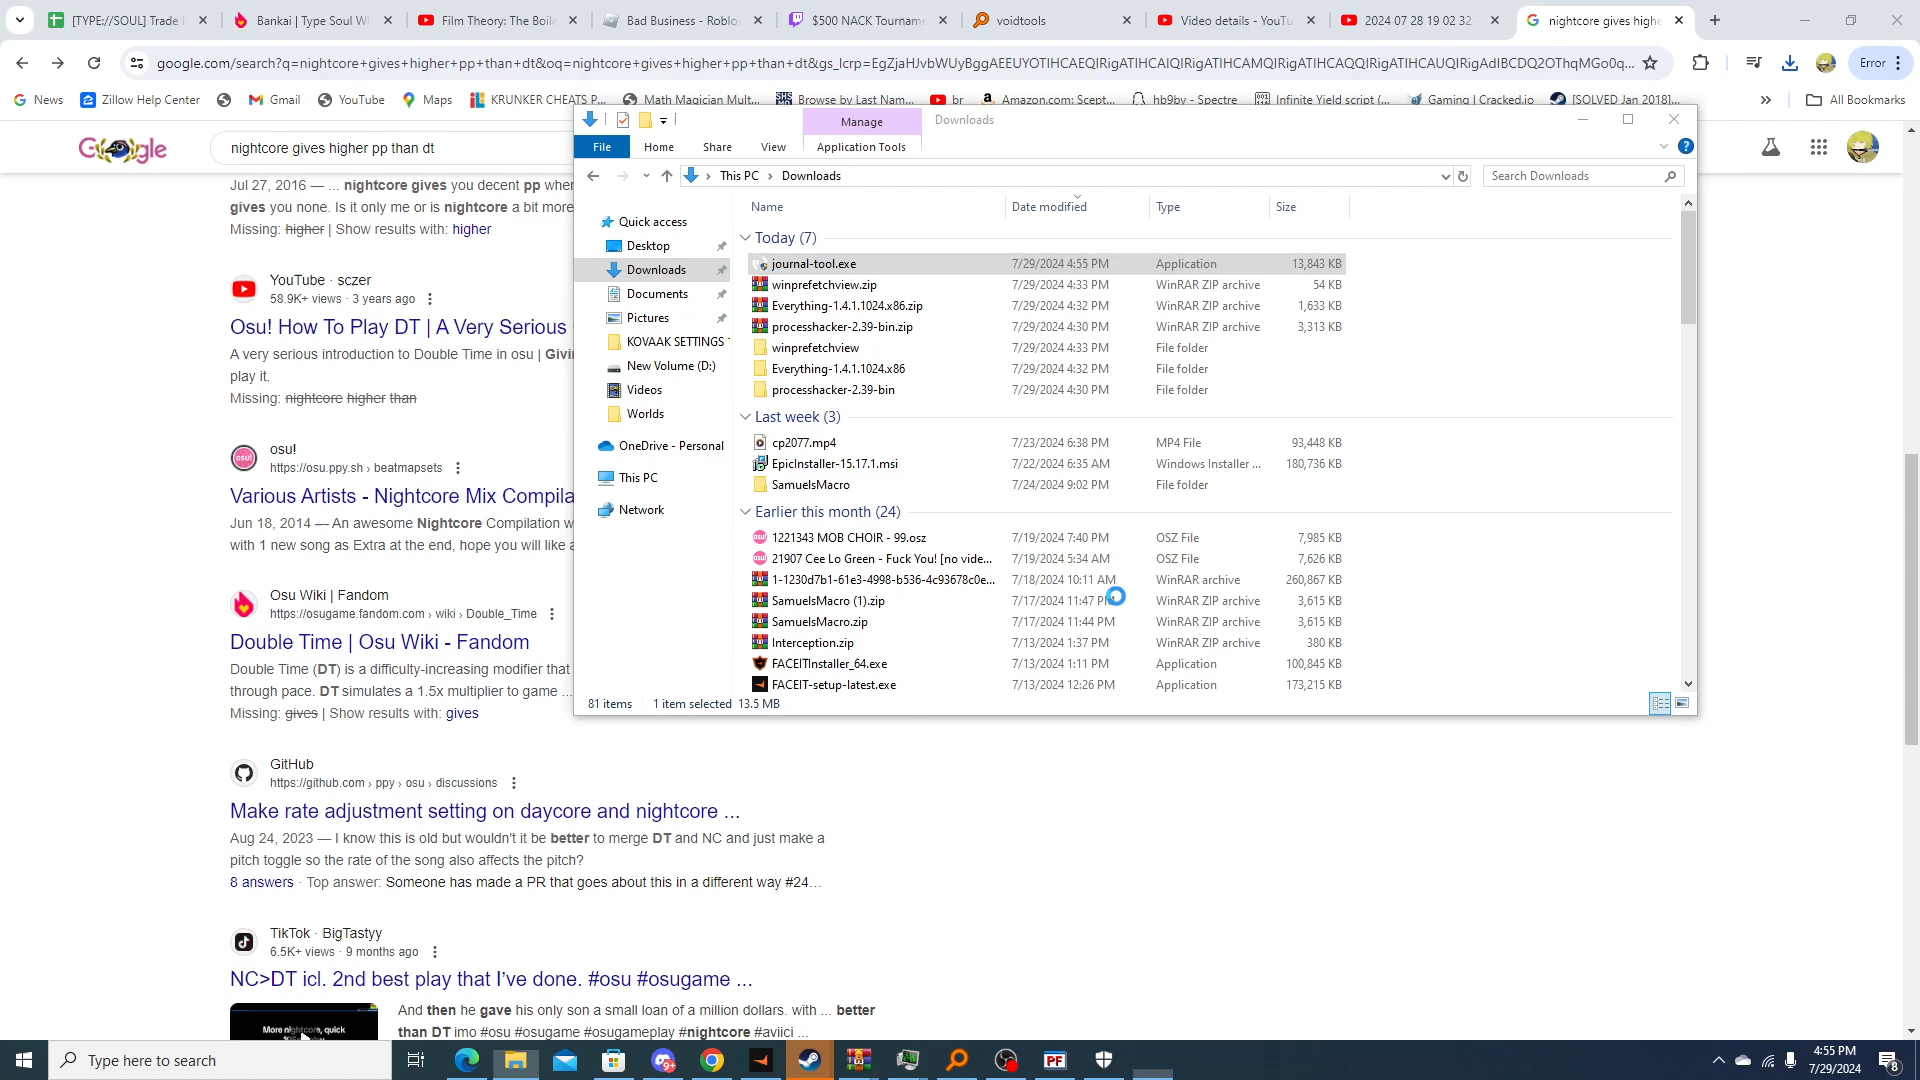 [TYPE://SOUL] Trade
Bankai | Type Soul Wi
Film Theory: The Boile
Bad Business - Roblox
$500 NACK Tourname
voidtools
Video details - YouTu
2024 07 28 19 02 32
nightcore gives highe
google.com/search?q=nightcore+gives+higher+pp+than+dt&oq=nightcore+gives+higher+pp+than+dt&gs_lcrp=EgZjaHJvbWUyBggAEEUYOTIHCAEQIRigATIHCAIQIRigATIHCAMQIRigATIHCAQQIRigATIHCAUQIRigAdIBCDQ2OThqMGo0q...
Error
News
Zillow Help Center
Gmail
YouTube
Maps
KRUNKER CHEATS P...
Math Magician Mult...
Browse by Last Nam...
br
Amazon.com: Scept...
hb9by - Spectre
Infinite Yield script (...
Gaming | Cracked.io
[SOLVED Jan 2018]...
All Bookmarks
Google
nightcore gives higher pp than dt
Jul 27, 2016 — ... nightcore gives you decent pp wher
gives you none. Is it only me or is nightcore a bit more
Missing: higher | Show results with: higher
YouTube · sczer
58.9K+ views · 3 years ago
Osu! How To Play DT | A Very Serious
A very serious introduction to Double Time in osu | Givin
play it.
Missing: nightcore higher than
osu!
https://osu.ppy.sh › beatmapsets
Various Artists - Nightcore Mix Compila
Jun 18, 2014 — An awesome Nightcore Compilation w
with 1 new song as Extra at the end, hope you will like a
Osu Wiki | Fandom
https://osugame.fandom.com › wiki › Double_Time
Double Time | Osu Wiki - Fandom
Double Time (DT) is a difficulty-increasing modifier that
through pace. DT simulates a 1.5x multiplier to game ...
Missing: gives | Show results with: gives
GitHub
https://github.com › ppy › osu › discussions
Make rate adjustment setting on daycore and nightcore ...
Aug 24, 2023 — I know this is old but wouldn't it be better to merge DT and NC and just make a
pitch toggle so the rate of the song also affects the pitch?
8 answers · Top answer: Someone has made a PR that goes about this in a different way #24...
TikTok · BigTastyy
6.5K+ views · 9 months ago
NC>DT icl. 2nd best play that I've done. #osu #osugame ...
And then he gave his only son a small loan of a million dollars. with ... better
than DT imo #osu #osugame #osugameplay #nightcore #aviici ...
More nightcore, quick
Manage
Downloads
File
Home
Share
View
Application Tools
This PC › Downloads
Search Downloads
Quick access
Desktop
Downloads
Documents
Pictures
KOVAAK SETTINGS
New Volume (D:)
Videos
Worlds
OneDrive - Personal
This PC
Network
Name Date modified Type Size
Today (7)
journal-tool.exe 7/29/2024 4:55 PM Application 13,843 KB
winprefetchview.zip 7/29/2024 4:33 PM WinRAR ZIP archive 54 KB
Everything-1.4.1.1024.x86.zip 7/29/2024 4:32 PM WinRAR ZIP archive 1,633 KB
processhacker-2.39-bin.zip 7/29/2024 4:30 PM WinRAR ZIP archive 3,313 KB
winprefetchview 7/29/2024 4:33 PM File folder
Everything-1.4.1.1024.x86 7/29/2024 4:32 PM File folder
processhacker-2.39-bin 7/29/2024 4:30 PM File folder
Last week (3)
cp2077.mp4 7/23/2024 6:38 PM MP4 File 93,448 KB
EpicInstaller-15.17.1.msi 7/22/2024 6:35 AM Windows Installer ... 180,736 KB
SamuelsMacro 7/24/2024 9:02 PM File folder
Earlier this month (24)
1221343 MOB CHOIR - 99.osz 7/19/2024 7:40 PM OSZ File 7,985 KB
21907 Cee Lo Green - Fuck You! [no vide... 7/19/2024 5:34 AM OSZ File 7,626 KB
1-1230d7b1-61e3-4998-b536-4c93678c0e... 7/18/2024 10:11 AM WinRAR archive 260,867 KB
SamuelsMacro (1).zip 7/17/2024 11:47 PM WinRAR ZIP archive 3,615 KB
SamuelsMacro.zip 7/17/2024 11:44 PM WinRAR ZIP archive 3,615 KB
Interception.zip 7/13/2024 1:37 PM WinRAR ZIP archive 380 KB
FACEITInstaller_64.exe 7/13/2024 1:11 PM Application 100,845 KB
FACEIT-setup-latest.exe 7/13/2024 12:26 PM Application 173,215 KB
81 items 1 item selected 13.5 MB
Type here to search
9+
PF
4:55 PM
7/29/2024
8